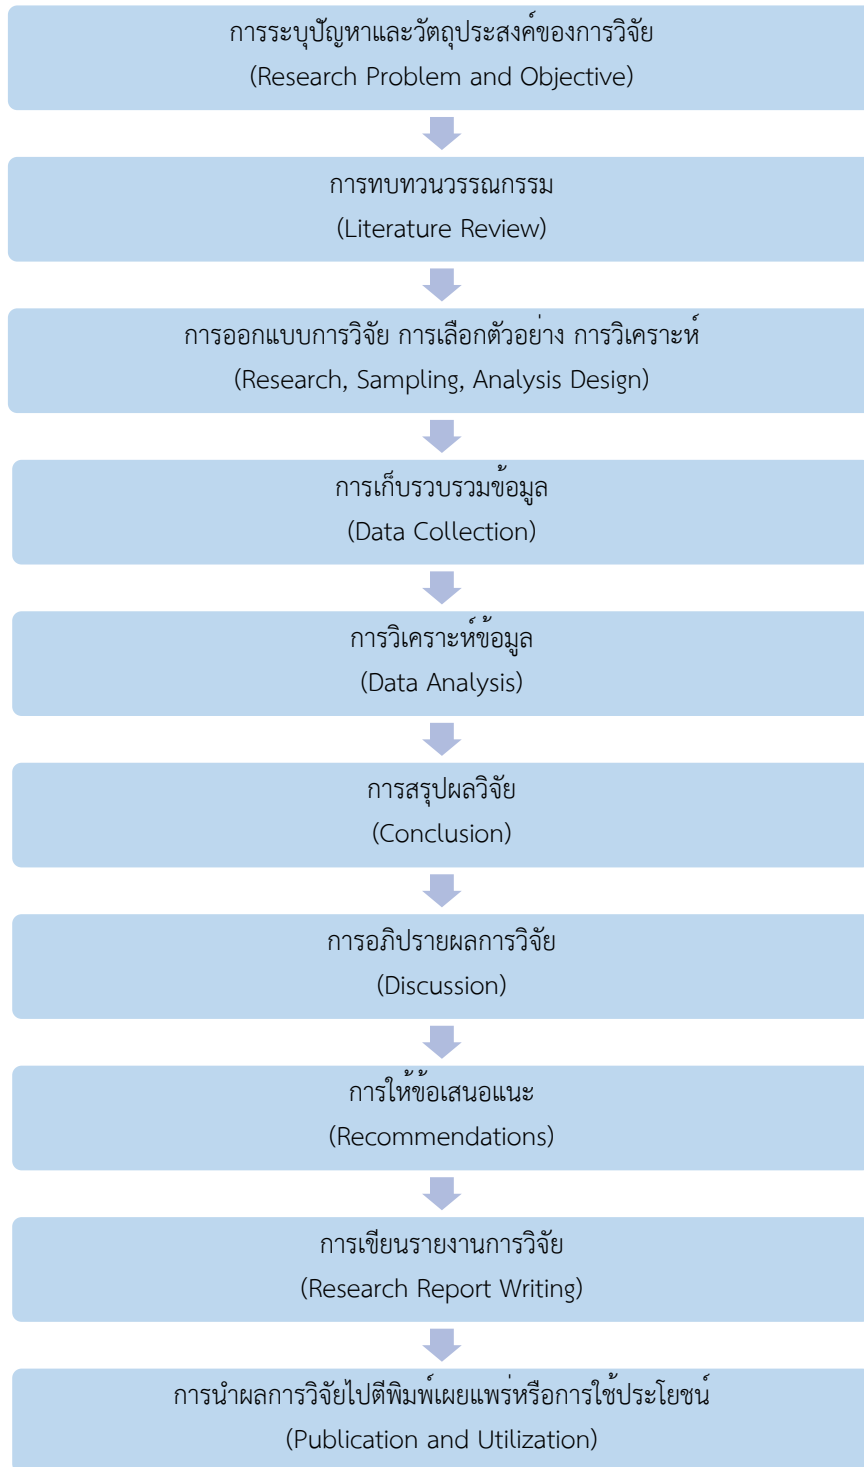 การระบุปัญหาและวัตถุประสงค์ของการวิจัย
(Research Problem and Objective)
การทบทวนวรรณกรรม
(Literature Review)
การออกแบบการวิจัย การเลือกตัวอย่าง การวิเคราะห์
(Research, Sampling, Analysis Design)
การเก็บรวบรวมข้อมูล
(Data Collection)
การวิเคราะห์ข้อมูล
(Data Analysis)
การสรุปผลวิจัย
(Conclusion)
การอภิปรายผลการวิจัย
(Discussion)
การให้ข้อเสนอแนะ
(Recommendations)
การเขียนรายงานการวิจัย
(Research Report Writing)
การนำผลการวิจัยไปตีพิมพ์เผยแพร่หรือการใช้ประโยชน์
(Publication and Utilization)